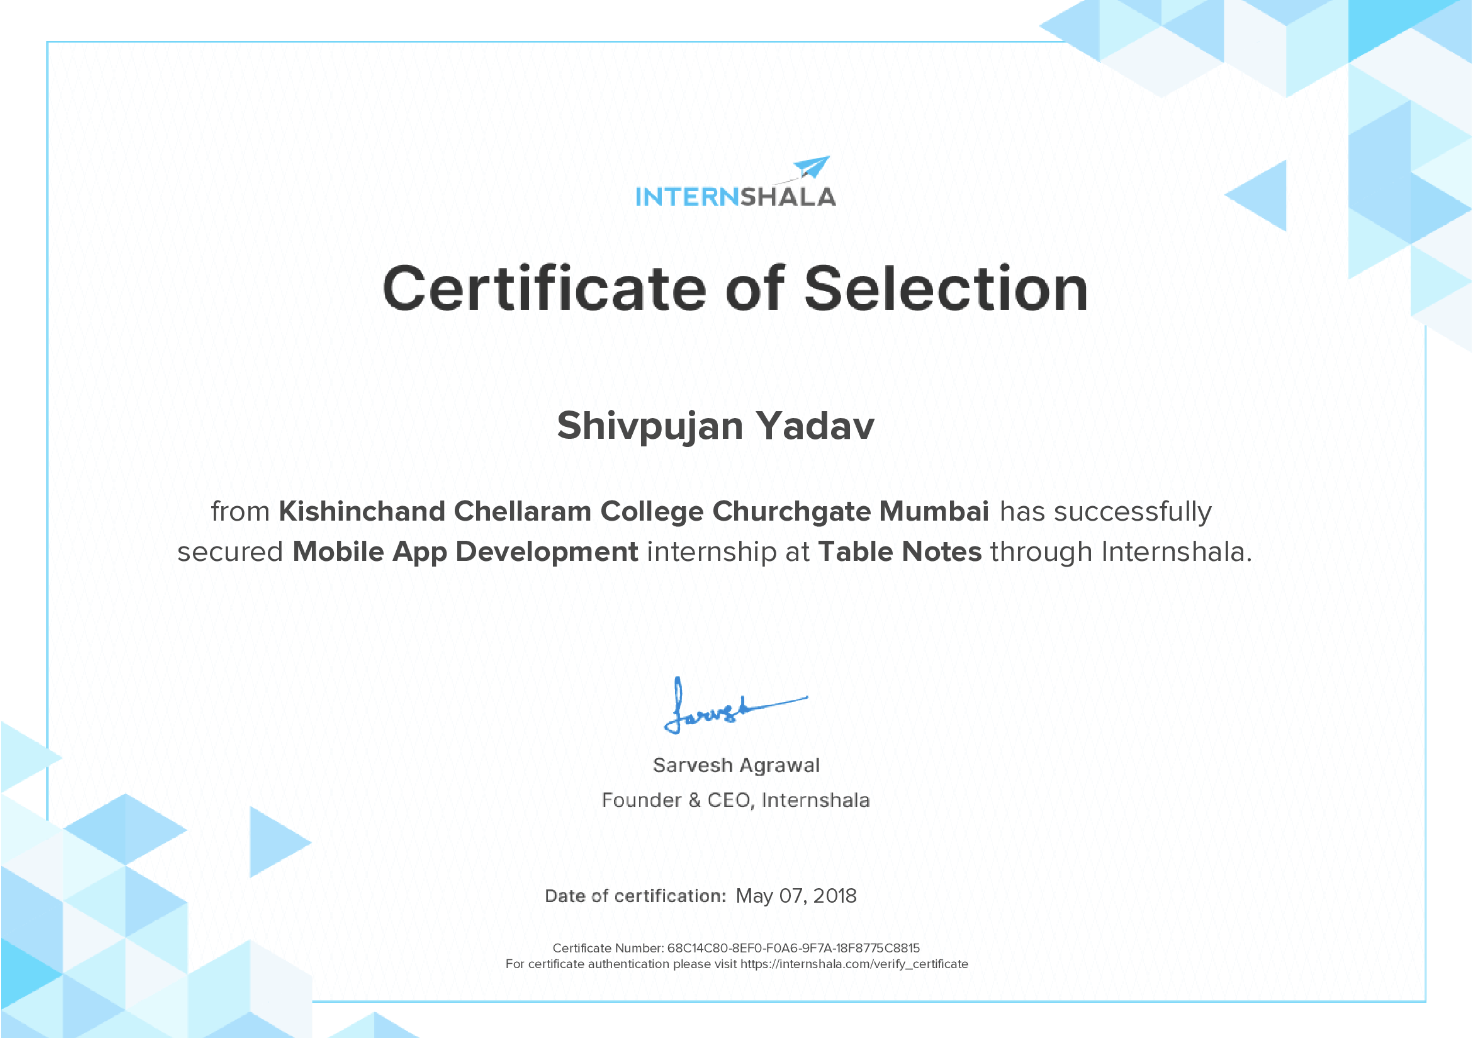 INTERNSHALA
Certificate of Selection
Shivpujan Yadav
from Kishinchand Chellaram College Churchgate Mumbai has successfully
secured Mobile App Development internship at Table Notes through Internshala.
Sarvesh
Sarvesh Agrawal
Founder & CEO, Internshala
Date of certification: May 07, 2018
Certificate Number: 68C14C80-8EF0-F0A6-9F7A-18F8775C8815
For certificate authentication please visit https://internshala.com/verify_certificate